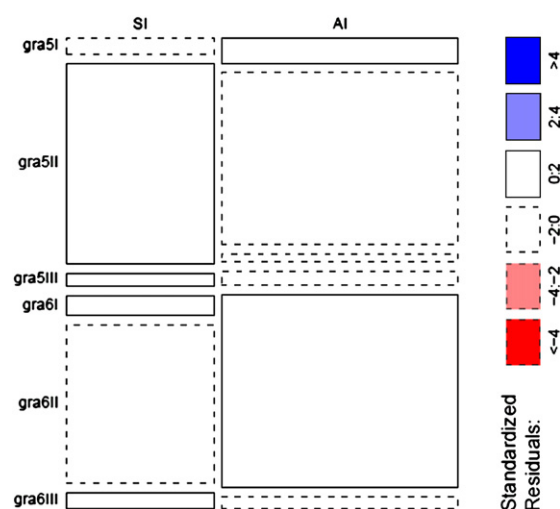 SI AI
gra5I
gra5II
gra5III
gra6I
gra6II
gra6III
>4
2:4
0:2
−2:0
−4:−2
<−4
Standardized
Residuals: